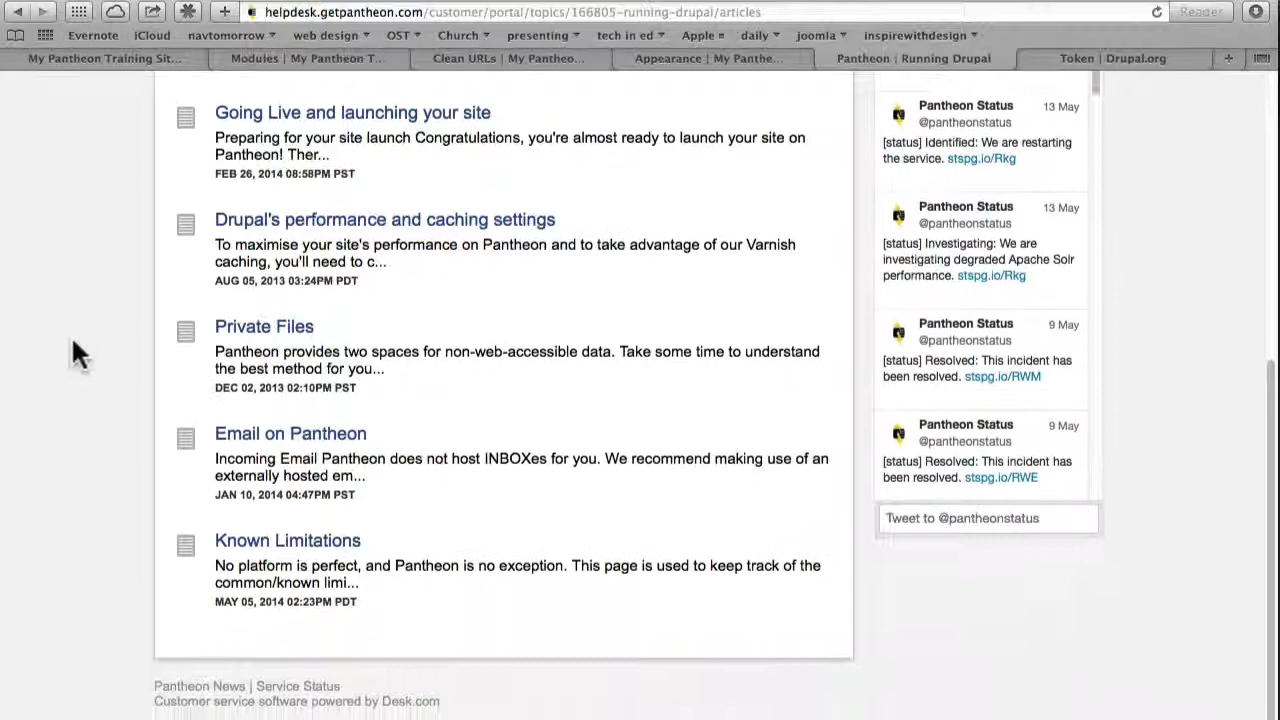 helpdesk.getpantheon.com/customer/portal/topics/166805-running-drupal/articles
Reader
Evernote iCloud navtomorrow web design OST Church presenting tech in ed Apple daily joomla inspirewithdesign
My Pantheon Training Sit... Modules | My Pantheon T... Clean URLs | My Pantheo... Appearance | My Panthe... Pantheon | Running Drupal Token | Drupal.org
Going Live and launching your site
Preparing for your site launch Congratulations, you're almost ready to launch your site on
Pantheon! Ther...
FEB 26, 2014 08:58PM PST
Drupal's performance and caching settings
To maximise your site's performance on Pantheon and to take advantage of our Varnish
caching, you'll need to c...
AUG 05, 2013 03:24PM PDT
Private Files
Pantheon provides two spaces for non-web-accessible data. Take some time to understand
the best method for you...
DEC 02, 2013 02:10PM PST
Email on Pantheon
Incoming Email Pantheon does not host INBOXes for you. We recommend making use of an
externally hosted em...
JAN 10, 2014 04:47PM PST
Known Limitations
No platform is perfect, and Pantheon is no exception. This page is used to keep track of the
common/known limi...
MAY 05, 2014 02:23PM PDT
Pantheon Status 13 May
@pantheonstatus
[status] Identified: We are restarting
the service. stspg.io/Rkg
Pantheon Status 13 May
@pantheonstatus
[status] Investigating: We are
investigating degraded Apache Solr
performance. stspg.io/Rkg
Pantheon Status 9 May
@pantheonstatus
[status] Resolved: This incident has
been resolved. stspg.io/RWM
Pantheon Status 9 May
@pantheonstatus
[status] Resolved: This incident has
been resolved. stspg.io/RWE
Tweet to @pantheonstatus
Pantheon News | Service Status
Customer service software powered by Desk.com